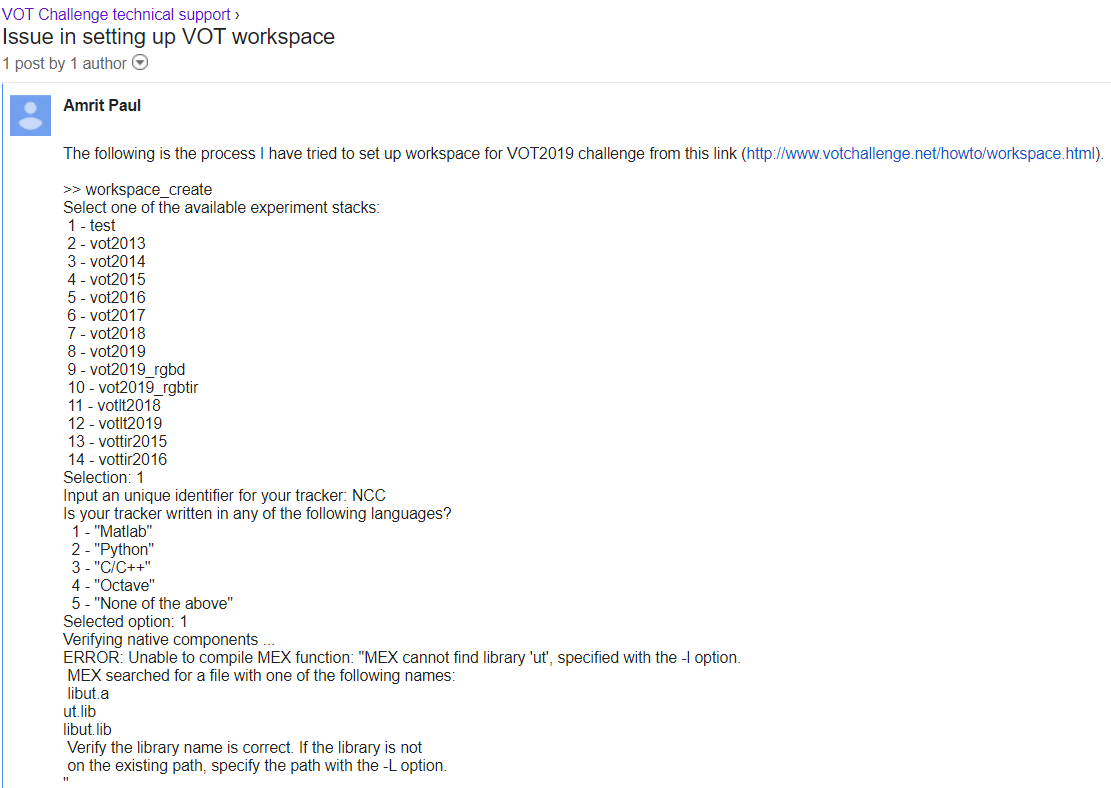 VOT Challenge technical support ›
Issue in setting up VOT workspace
1 post by 1 author
Amrit Paul
The following is the process I have tried to set up workspace for VOT2019 challenge from this link (http://www.votchallenge.net/howto/workspace.html).
>> workspace_create
Select one of the available experiment stacks:
1 - test
2 - vot2013
3 - vot2014
4 - vot2015
5 - vot2016
6 - vot2017
7 - vot2018
8 - vot2019
9 - vot2019_rgbd
10 - vot2019_rgbtir
11 - votlt2018
12 - votlt2019
13 - vottir2015
14 - vottir2016
Selection: 1
Input an unique identifier for your tracker: NCC
Is your tracker written in any of the following languages?
1 - "Matlab"
2 - "Python"
3 - "C/C++"
4 - "Octave"
5 - "None of the above"
Selected option: 1
Verifying native components ...
ERROR: Unable to compile MEX function: "MEX cannot find library 'ut', specified with the -l option.
MEX searched for a file with one of the following names:
libut.a
ut.lib
libut.lib
Verify the library name is correct. If the library is not
on the existing path, specify the path with the -L option.
"